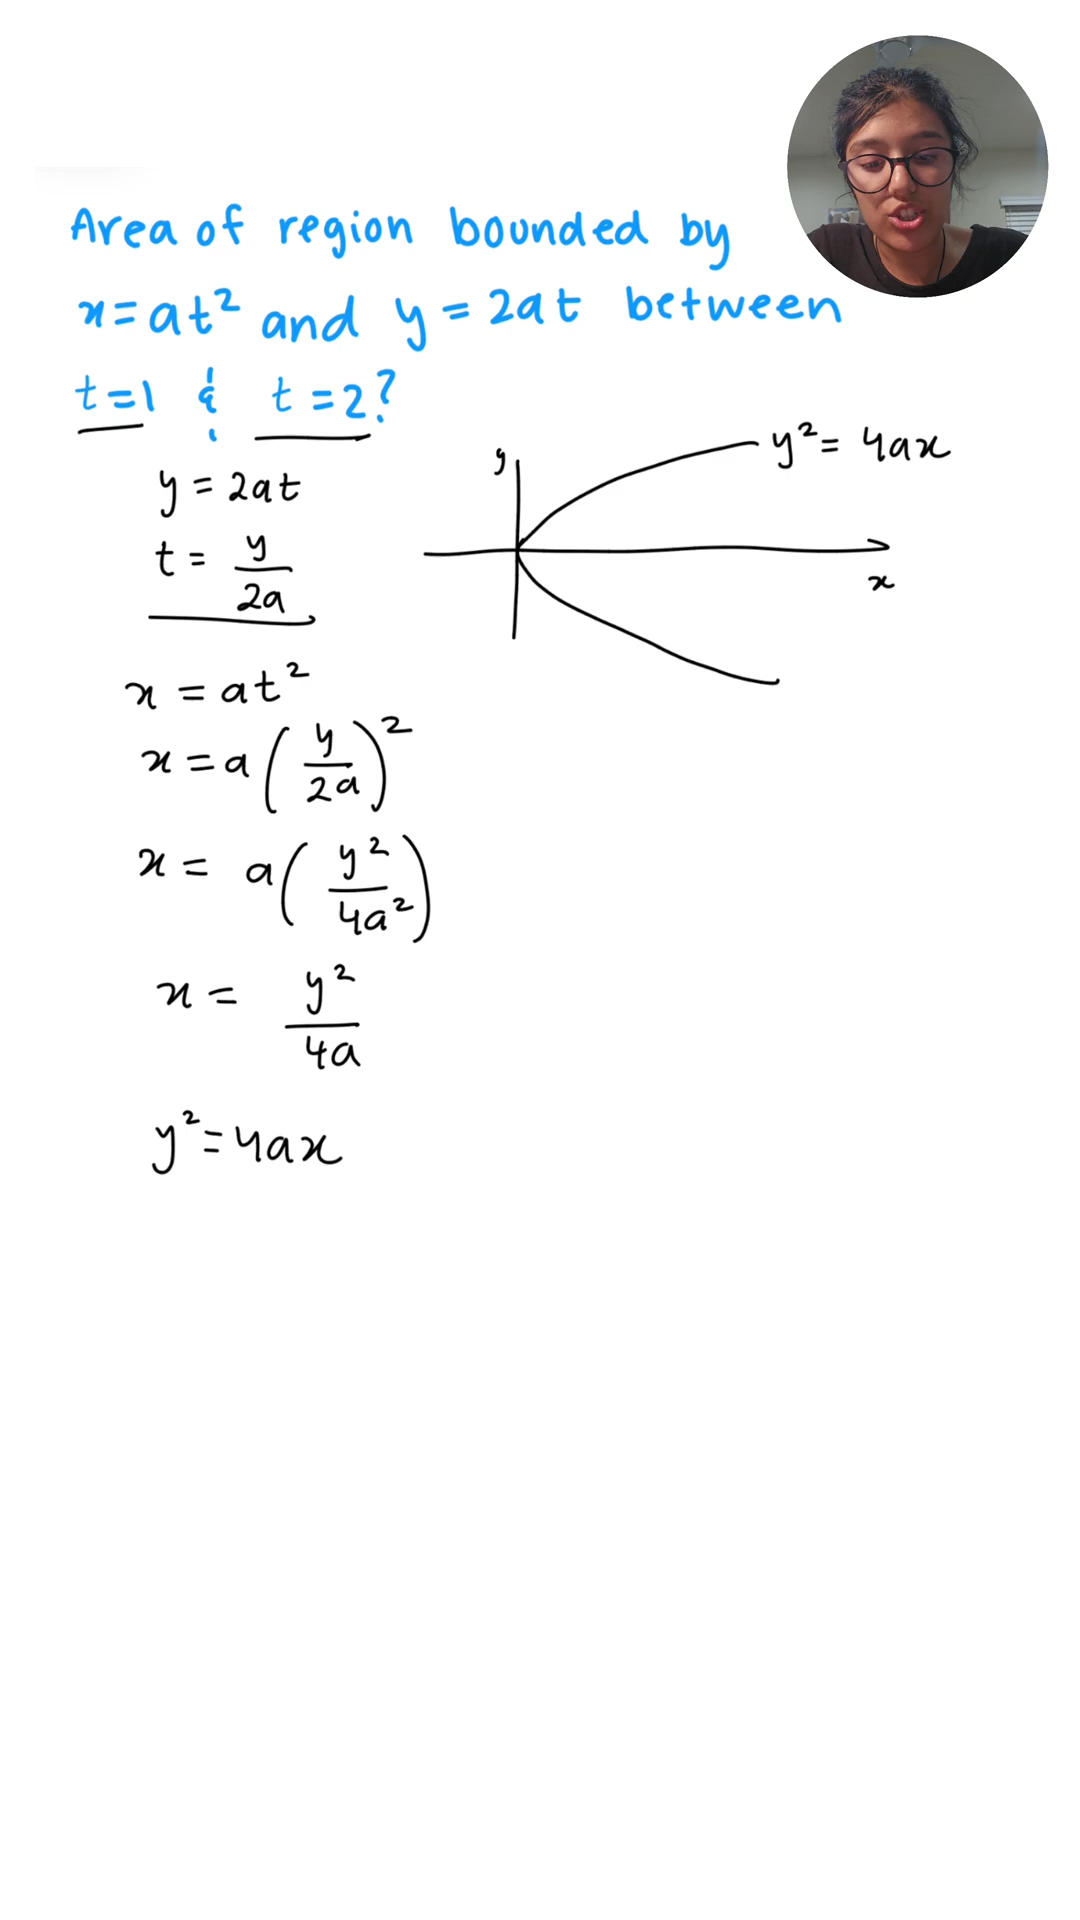 Area of region bounded by
x=at² and y=2at between
t=1 & t=2?
y=2at
t=y/2a
x=at²
x=a(y/2a)²
x=a(y²/4a²)
x=y²/4a
y²=4ax
y
y²=4ax
x